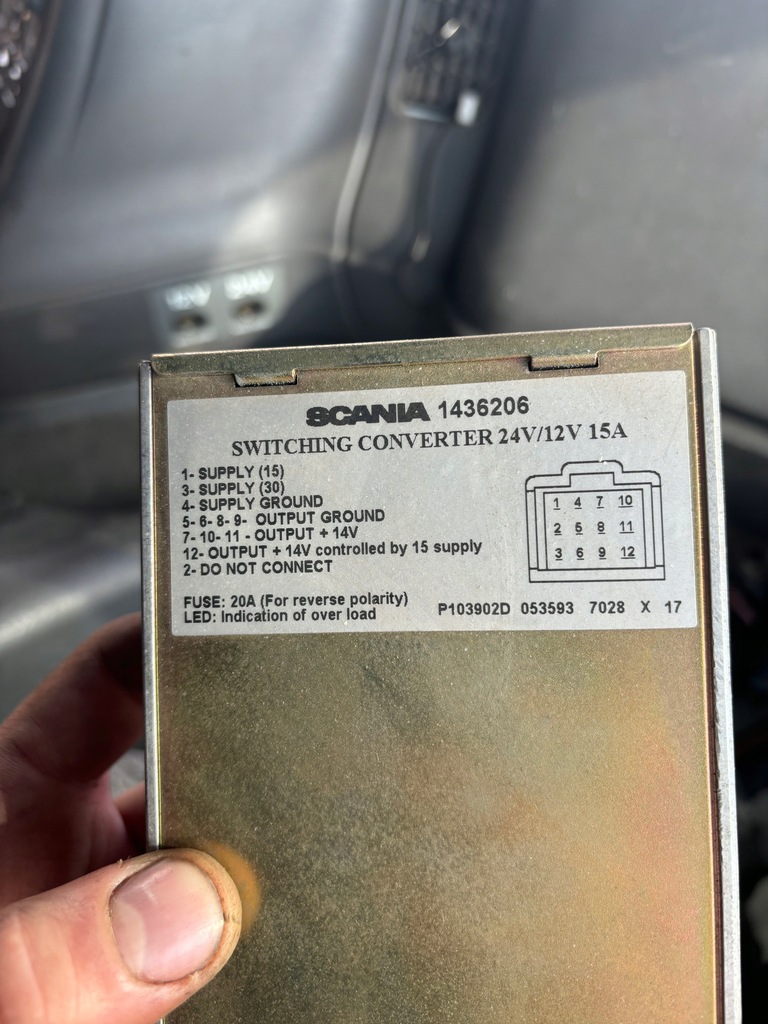 SCANIA 1436206
SWITCHING CONVERTER 24V/12V 15A
1- SUPPLY (15)
3- SUPPLY (30)
4- SUPPLY GROUND
5- 6- 8- 9- OUTPUT GROUND
7- 10- 11 - OUTPUT + 14V
12- OUTPUT + 14V controlled by 15 supply
2- DO NOT CONNECT
1 4 7 10
2 5 8 11
3 6 9 12
FUSE: 20A (For reverse polarity)
LED: Indication of over load
P103902D 053593 7028 X 17